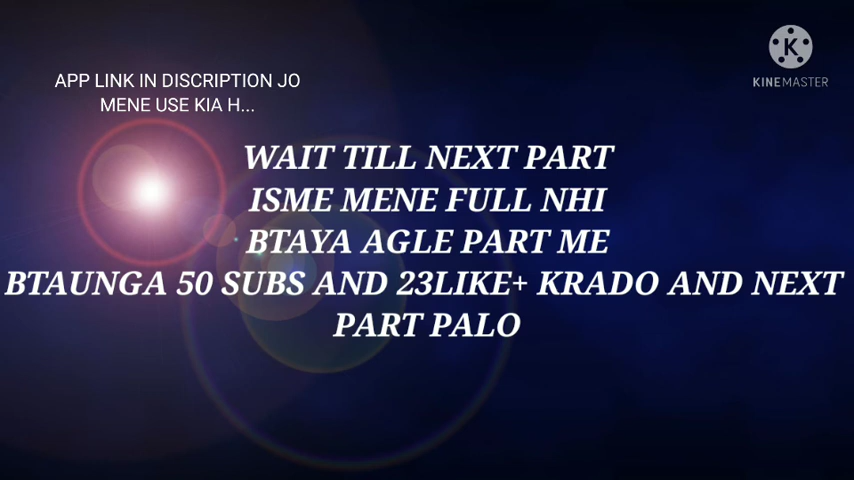 APP LINK IN DISCRIPTION JO
MENE USE KIA H...
K
KINEMASTER
WAIT TILL NEXT PART
ISME MENE FULL NHI
BTAYA AGLE PART ME
BTAUNGA 50 SUBS AND 23LIKE+ KRADO AND NEXT
PART PALO